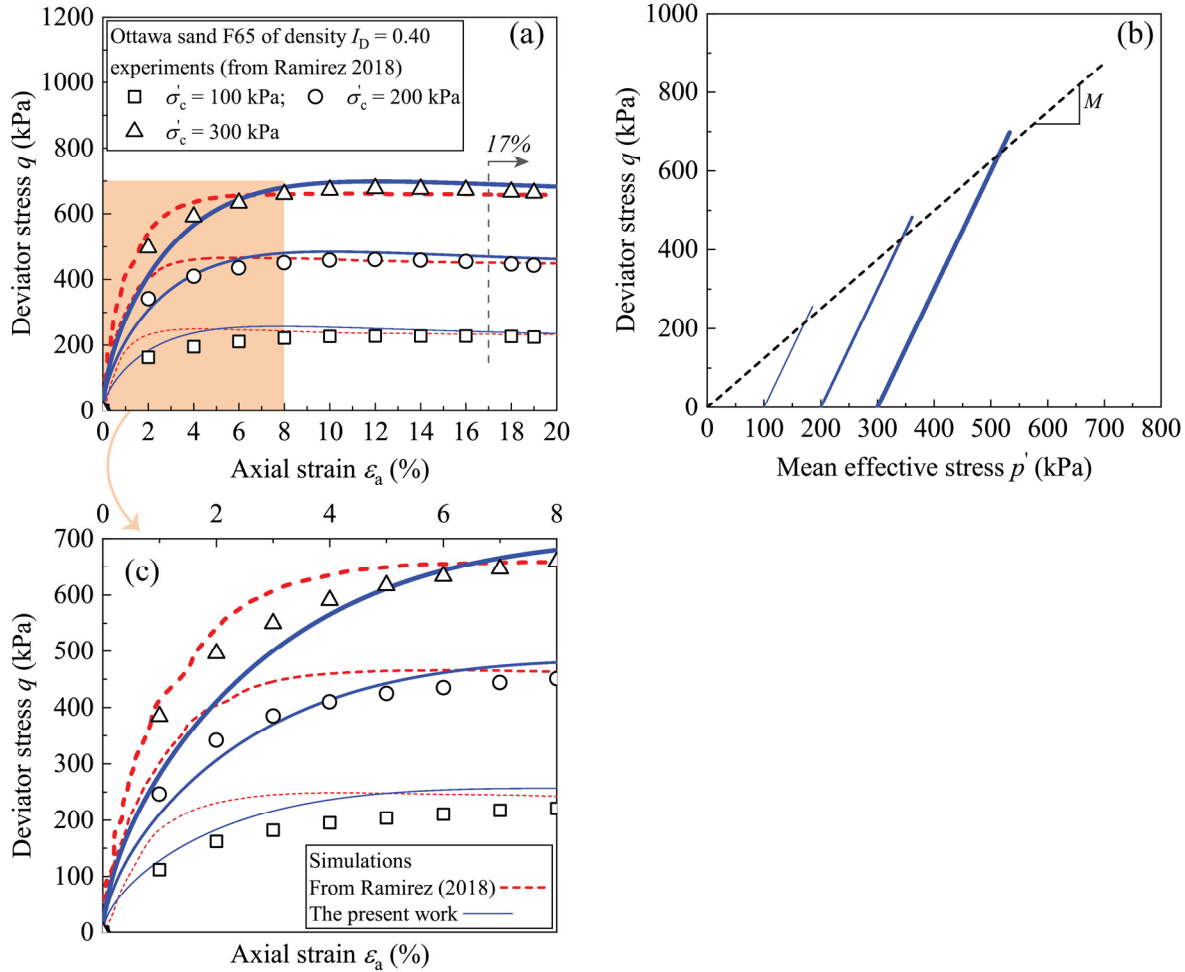 (a)
Ottawa sand F65 of density I_D = 0.40
experiments (from Ramirez 2018)
σ'_c = 100 kPa; σ'_c = 200 kPa
σ'_c = 300 kPa
17%
1200
1000
800
600
400
200
0
Deviator stress q (kPa)
0 2 4 6 8 10 12 14 16 18 20
Axial strain ε_a (%)
(b)
M
1000
800
600
400
200
0
Deviator stress q (kPa)
0 100 200 300 400 500 600 700 800
Mean effective stress p' (kPa)
0 2 4 6 8
(c)
700
600
500
400
300
200
100
0
Deviator stress q (kPa)
Simulations
From Ramirez (2018)
The present work
Axial strain ε_a (%)